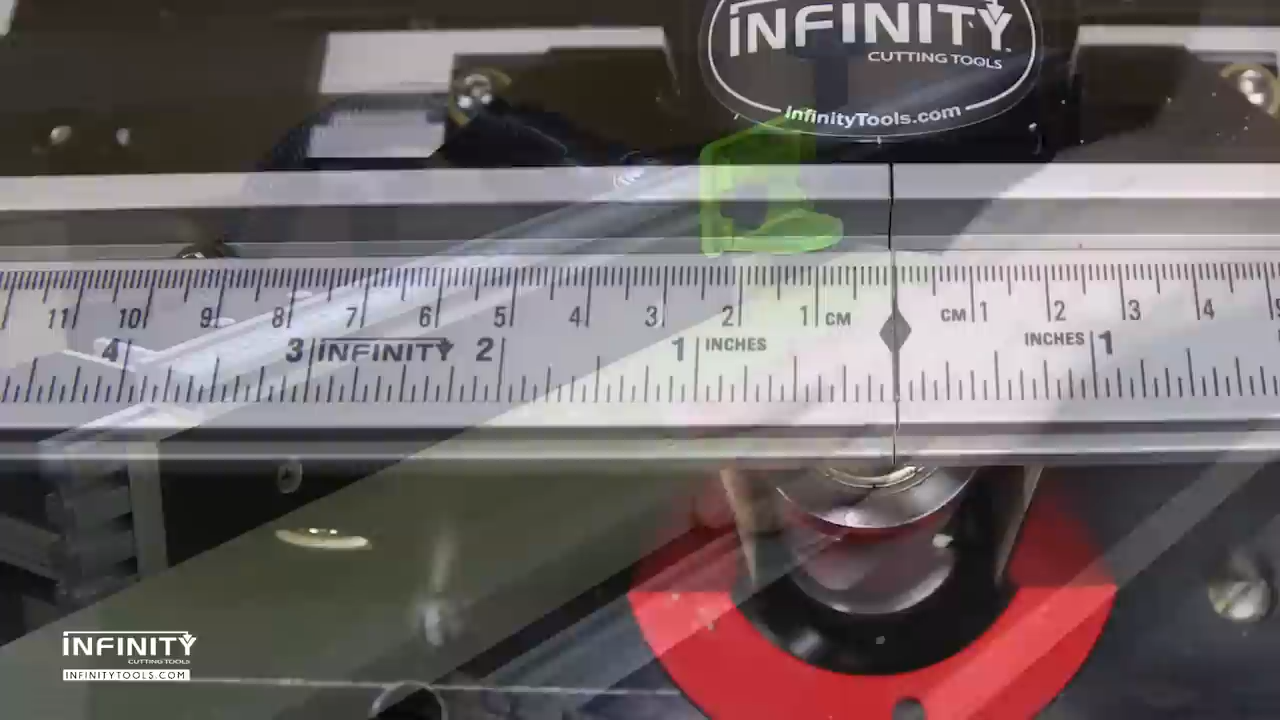 INFINITY
CUTTING TOOLS
InfinityTools.com
11 10 9 8 7 6 5 4 3 2 1 CM CM 1 2 3 4
4 3 INFINITY 2 1 INCHES INCHES 1
INFINITY
CUTTING TOOLS
INFINITYTOOLS.COM